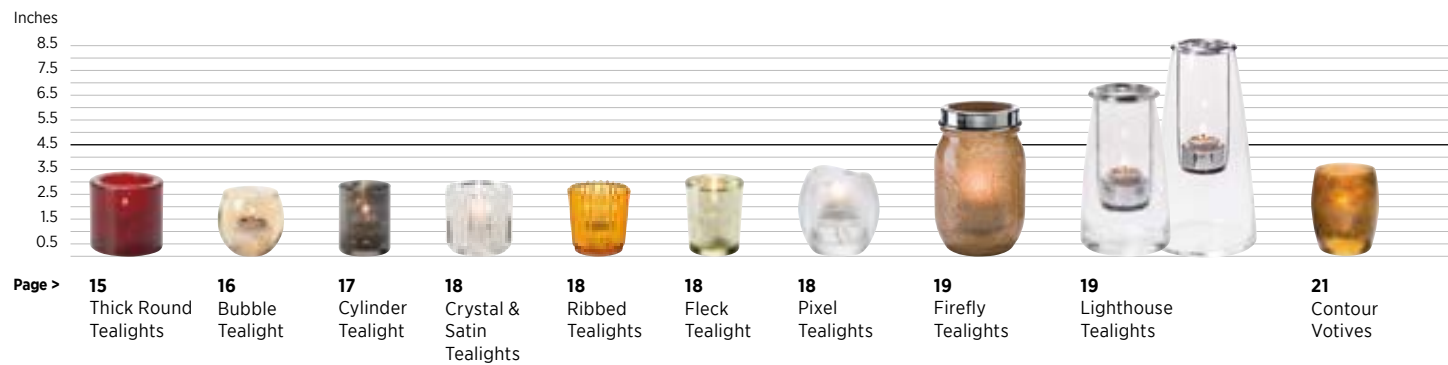 Inches
8.5
7.5
6.5
5.5
4.5
3.5
2.5
1.5
0.5
Page >
15
Thick Round
Tealights
16
Bubble
Tealight
17
Cylinder
Tealight
18
Crystal &
Satin
Tealights
18
Ribbed
Tealights
18
Fleck
Tealight
18
Pixel
Tealights
19
Firefly
Tealights
19
Lighthouse
Tealights
21
Contour
Votives